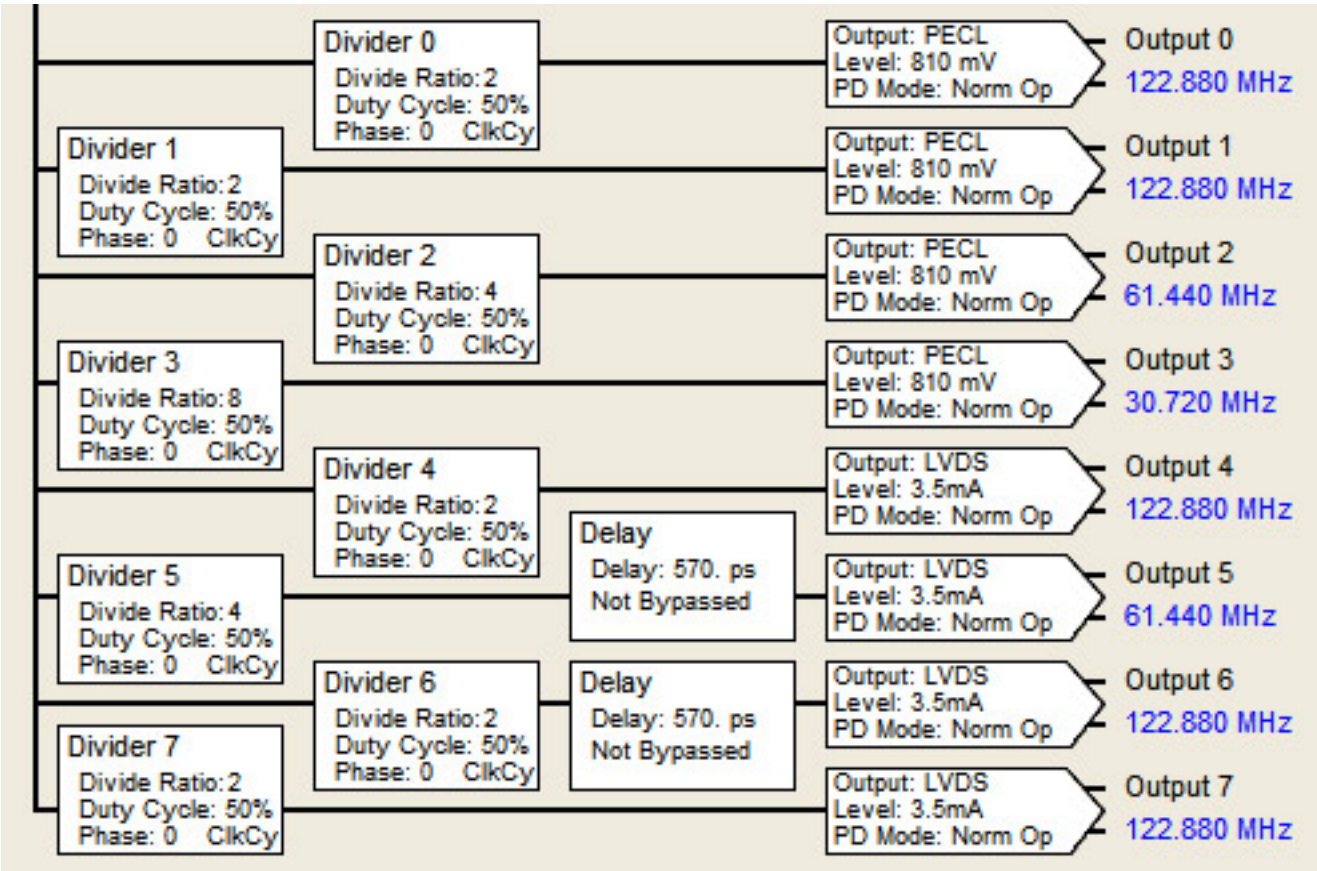 Divider 0
Divide Ratio: 2
Duty Cycle: 50%
Phase: 0 ClkCy
Output: PECL
Level: 810 mV
PD Mode: Norm Op
Output 0
122.880 MHz
Divider 1
Divide Ratio: 2
Duty Cycle: 50%
Phase: 0 ClkCy
Output: PECL
Level: 810 mV
PD Mode: Norm Op
Output 1
122.880 MHz
Divider 2
Divide Ratio: 4
Duty Cycle: 50%
Phase: 0 ClkCy
Output: PECL
Level: 810 mV
PD Mode: Norm Op
Output 2
61.440 MHz
Divider 3
Divide Ratio: 8
Duty Cycle: 50%
Phase: 0 ClkCy
Output: PECL
Level: 810 mV
PD Mode: Norm Op
Output 3
30.720 MHz
Divider 4
Divide Ratio: 2
Duty Cycle: 50%
Phase: 0 ClkCy
Output: LVDS
Level: 3.5mA
PD Mode: Norm Op
Output 4
122.880 MHz
Divider 5
Divide Ratio: 4
Duty Cycle: 50%
Phase: 0 ClkCy
Delay
Delay: 570. ps
Not Bypassed
Output: LVDS
Level: 3.5mA
PD Mode: Norm Op
Output 5
61.440 MHz
Divider 6
Divide Ratio: 2
Duty Cycle: 50%
Phase: 0 ClkCy
Delay
Delay: 570. ps
Not Bypassed
Output: LVDS
Level: 3.5mA
PD Mode: Norm Op
Output 6
122.880 MHz
Divider 7
Divide Ratio: 2
Duty Cycle: 50%
Phase: 0 ClkCy
Output: LVDS
Level: 3.5mA
PD Mode: Norm Op
Output 7
122.880 MHz